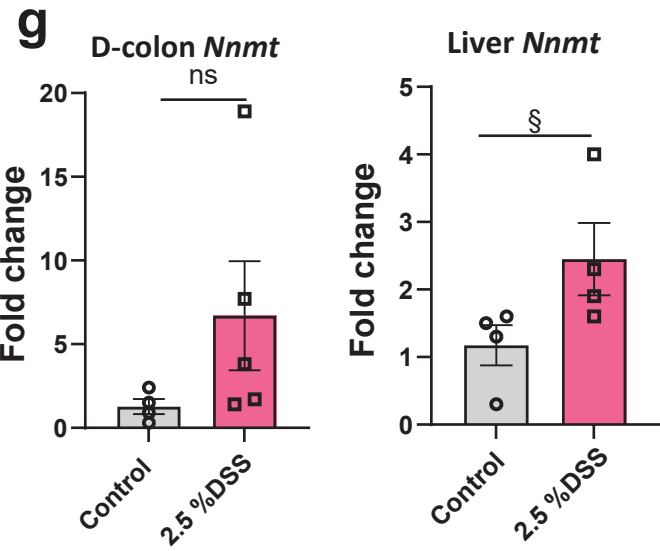 g
D-colon Nnmt
ns
Fold change
20
15
10
5
0
Control
2.5 %DSS
Liver Nnmt
§
Fold change
5
4
3
2
1
0
Control
2.5 %DSS